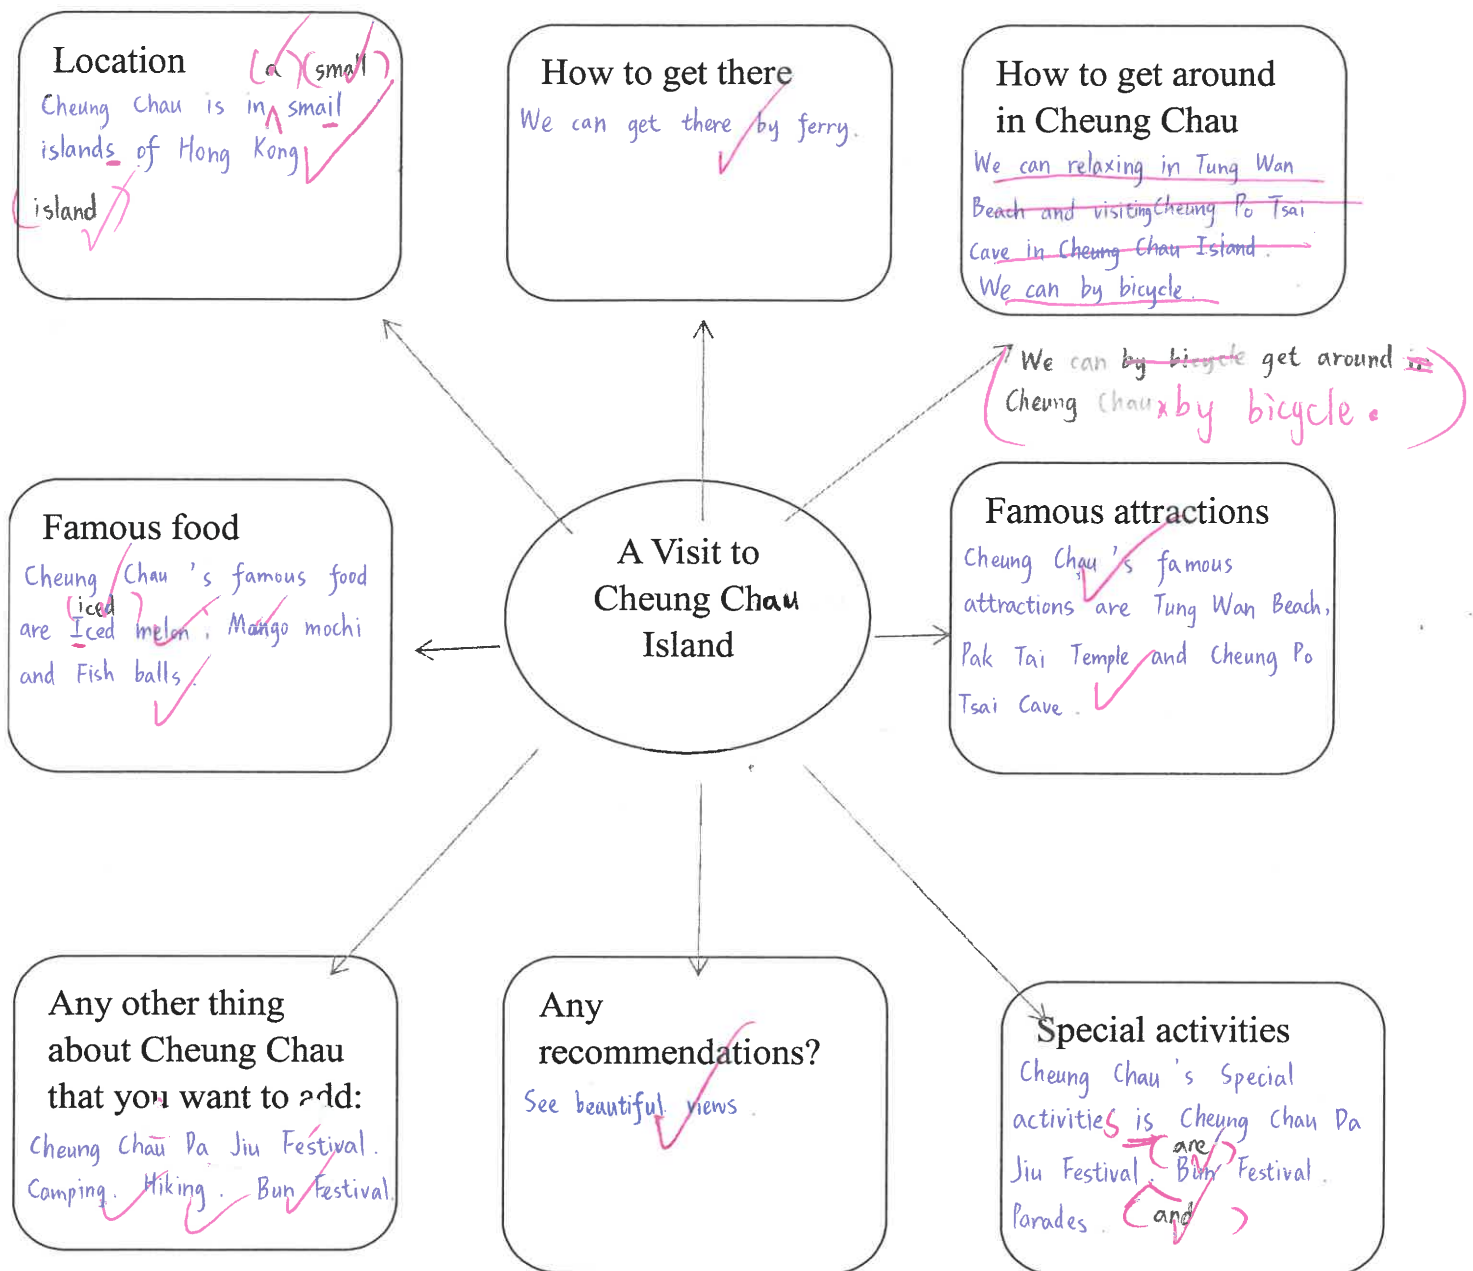 Location
(a) (small)
Cheung Chau is in smail
islands of Hong Kong
(island)
How to get there
We can get there by ferry.
How to get around
in Cheung Chau
We can relaxing in Tung Wan
Beach and visiting Cheung Po Tsai
Cave in Cheung Chau Island.
We can by bicycle.
(We can by bicycle get around in
Cheung Chau by bicycle.)
Famous food
Cheung Chau's famous food
(iced)
are Iced melon, Mango mochi
and Fish balls.
A Visit to
Cheung Chau
Island
Famous attractions
Cheung Chau's famous
attractions are Tung Wan Beach,
Pak Tai Temple and Cheung Po
Tsai Cave.
Any other thing
about Cheung Chau
that you want to add:
Cheung Chau Da Jiu Festival.
Camping. Hiking. Bun Festival.
Any
recommendations?
See beautiful views.
Special activities
Cheung Chau's Special
activities is Cheung Chau Da
(are)
Jiu Festival. Bun Festival.
Parades. (and)